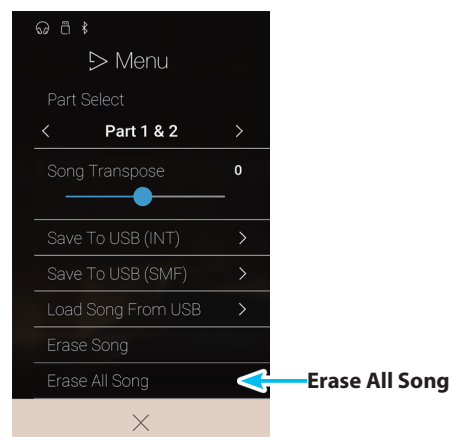 Menu
Part Select
Part 1 & 2
Song Transpose 0
Save To USB (INT)
Save To USB (SMF)
Load Song From USB
Erase Song
Erase All Song
Erase All Song